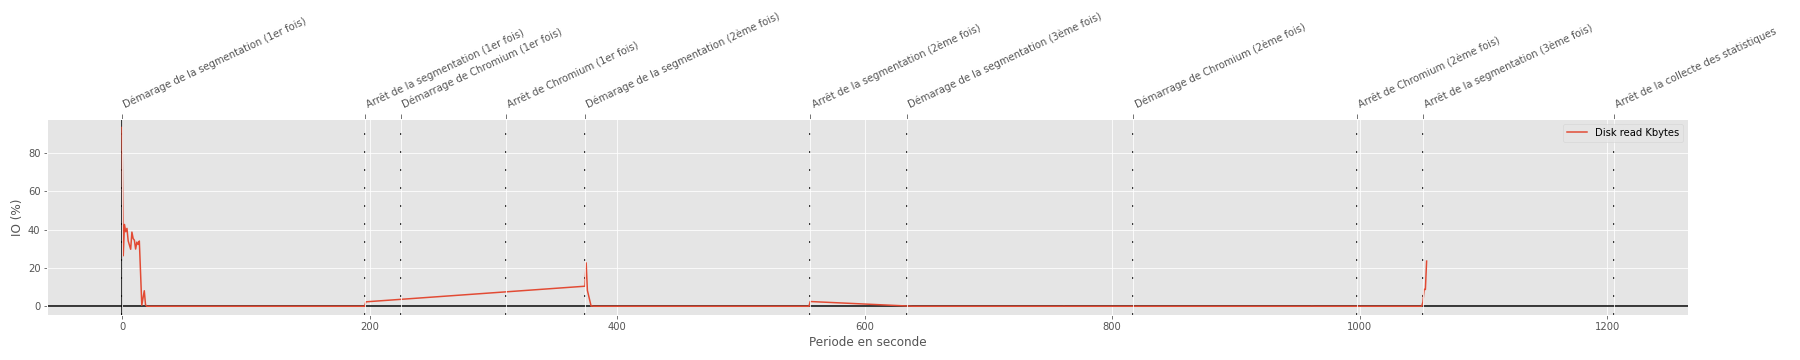 Démarage de la segmentation (1er fois)
Arrêt de la segmentation (1er fois)
Démarrage de Chromium (1er fois)
Arrêt de Chromium (1er fois)
Démarage de la segmentation (2ème fois)
Arrêt de la segmentation (2ème fois)
Démarage de la segmentation (3ème fois)
Démarrage de Chromium (2ème fois)
Arrêt de Chromium (2ème fois)
Arrêt de la segmentation (3ème fois)
Arrêt de la collecte des statistiques
Disk read Kbytes
IO (%)
80
60
40
20
0
0 200 400 600 800 1000 1200
Periode en seconde